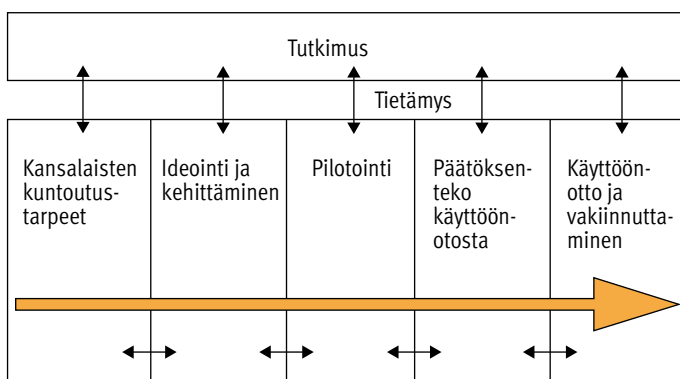 Tutkimus
Tietämys
Kansalaisten
kuntoutus-
tarpeet
Ideointi ja
kehittäminen
Pilotointi
Päätöksen-
teko
käyttöön-
otosta
Käyttöön-
otto ja
vakiinnutta-
minen